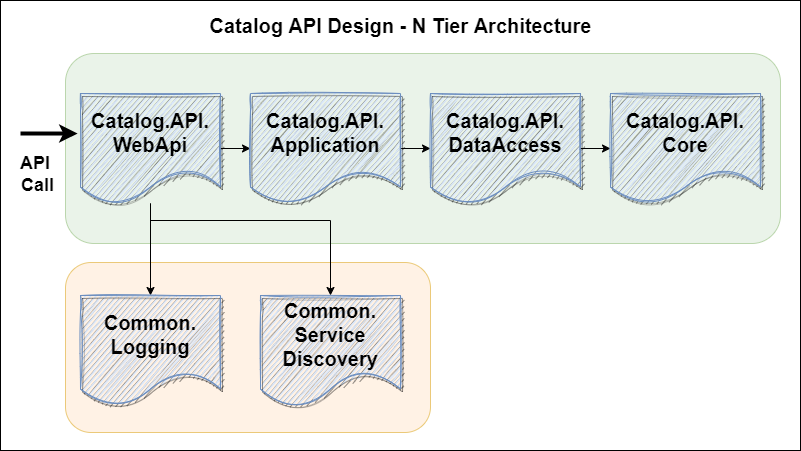 Catalog API Design - N Tier Architecture
Catalog.API.
WebApi
Catalog.API.
Application
Catalog.API.
DataAccess
Catalog.API.
Core
API
Call
Common.
Logging
Common.
Service
Discovery